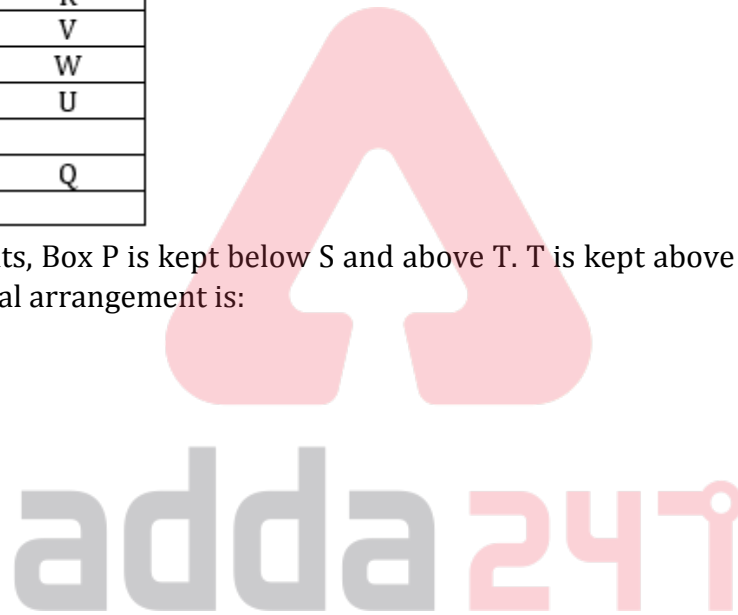 R
V
W
U
Q
ts, Box P is kept below S and above T. T is kept above
al arrangement is:
adda247